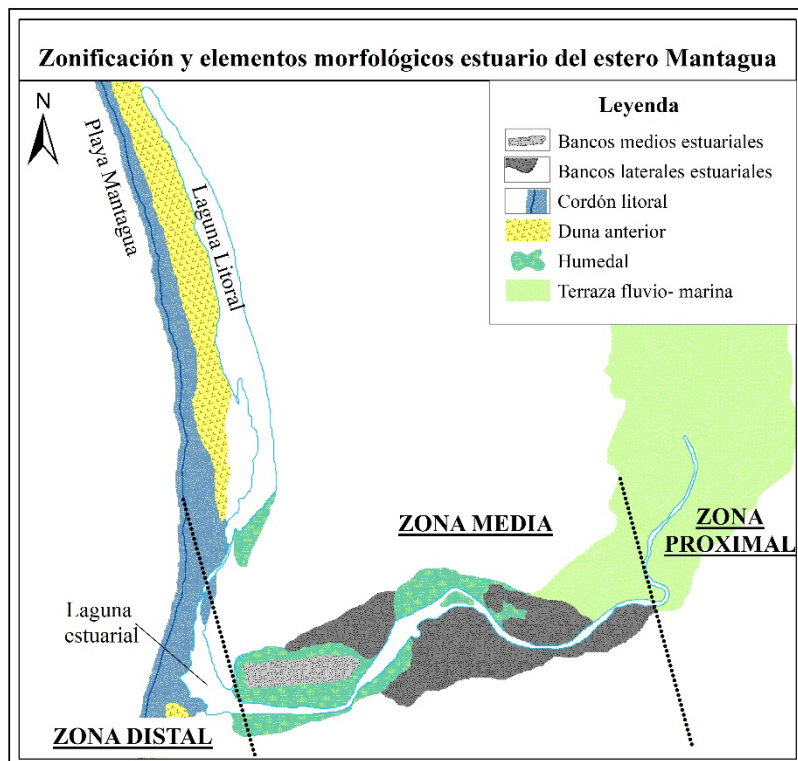 Zonificación y elementos morfológicos estuario del estero Mantagua
N
Leyenda
Bancos medios estuariales
Bancos laterales estuariales
Cordón litoral
Duna anterior
Humedal
Terraza fluvio- marina
Playa Mantagua
Laguna Litoral
ZONA MEDIA
ZONA
PROXIMAL
Laguna
estuarial
ZONA DISTAL